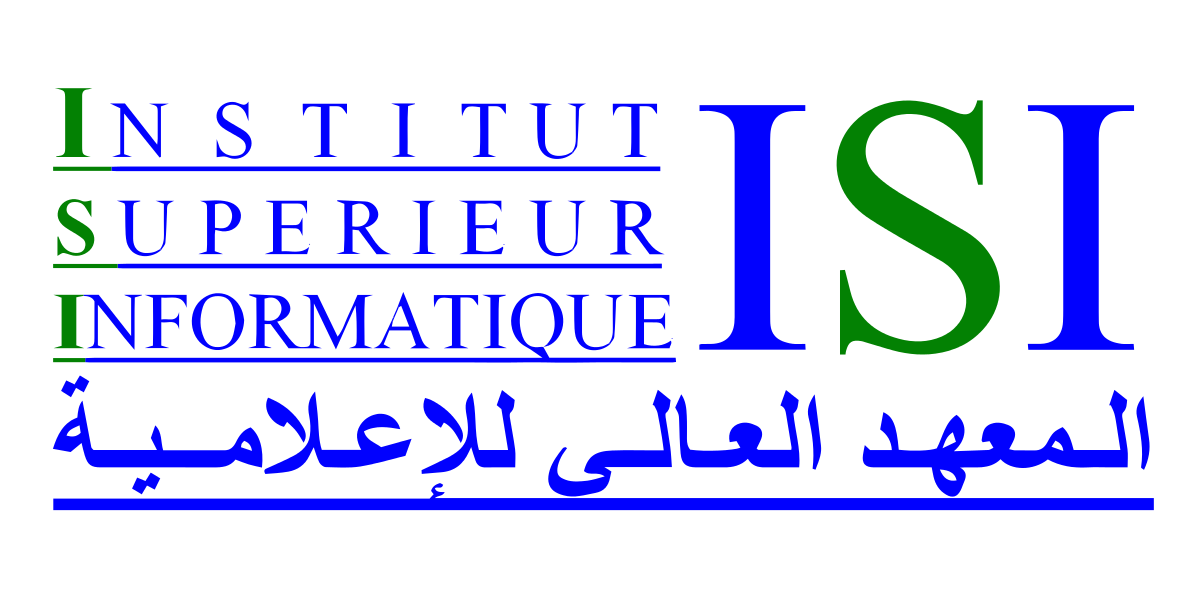 INSTITUT
SUPERIEUR
INFORMATIQUE
ISI
المعهد العالى للإعلامية